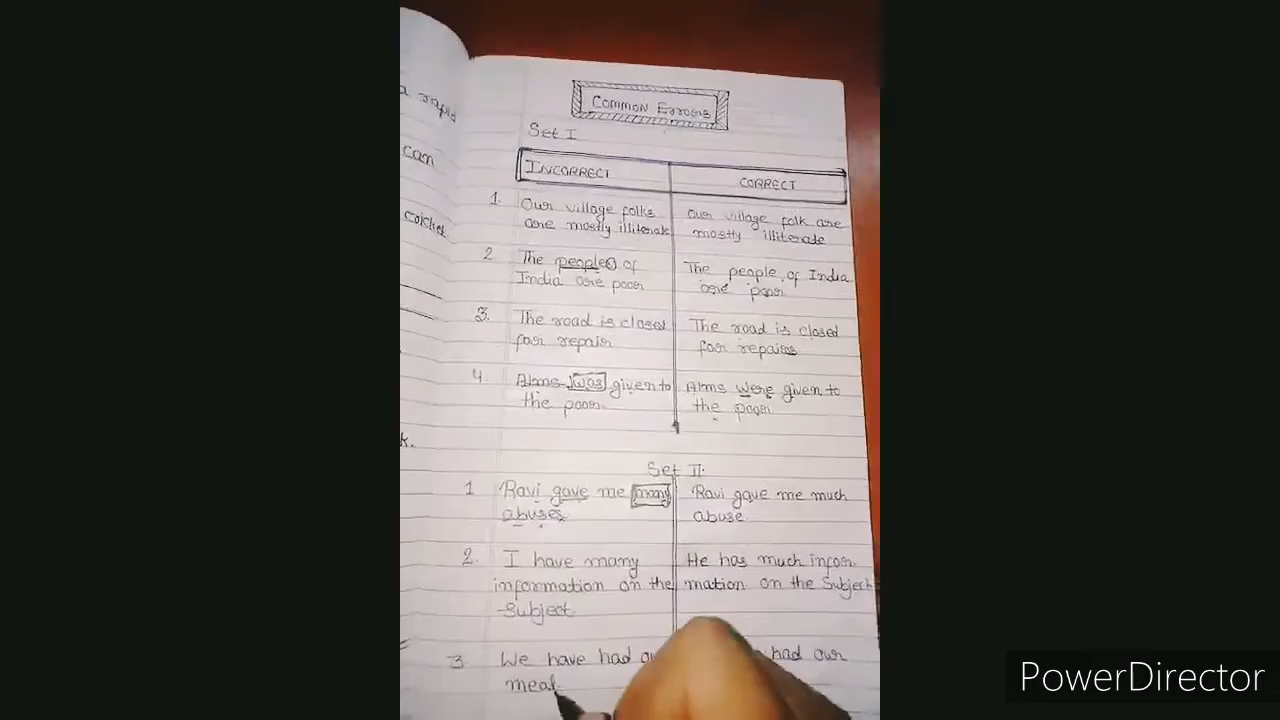 a rapid
can
Common Errors
Set I
INCORRECT
CORRECT
1. Our village folks
are mostly illiterate
Our village folk are
mostly illiterate
2 The peoples of
India are poor
The people of India
are poor
3. The road is closed
for repair
The road is closed
for repairs
4. Alms was given to
the poor.
Alms were given to
the poor
k.
Set II.
1 Ravi gave me many
abuses
Ravi gave me much
abuse.
2. I have many
information on the
Subject.
He has much infor
mation on the Subject
3 We have had
meal
had our
PowerDirector